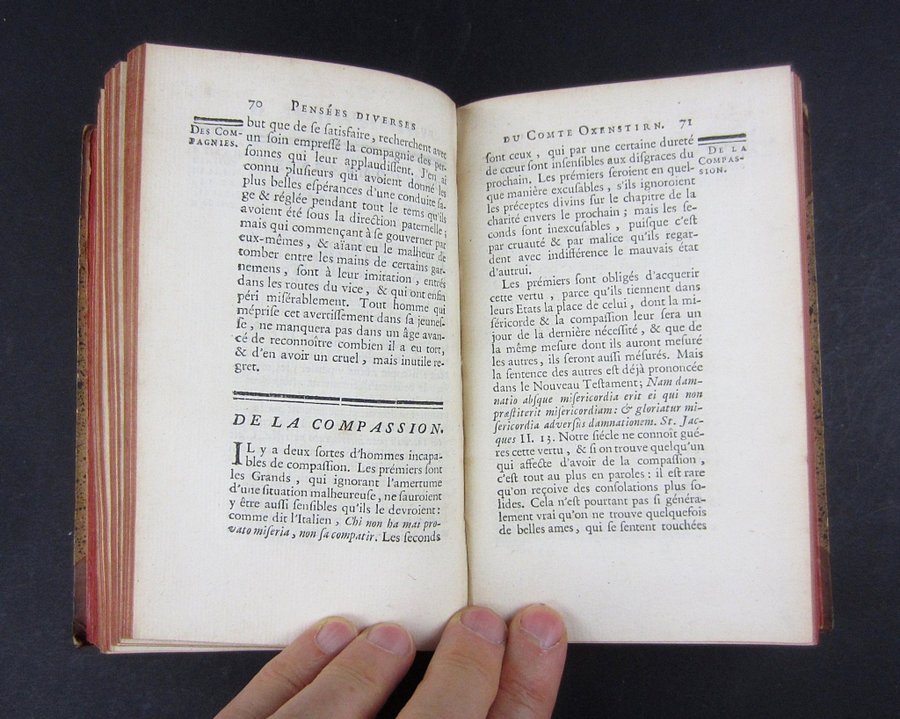 70 PENSÉES DIVERSES
DES COM-
PAGNIES.
but que de se satisfaire, recherchent avec
un soin empressé la compagnie des per-
sonnes qui leur applaudissent. J'en ai
connu plusieurs qui avoient donné les
plus belles espérances d'une conduite sa-
ge & réglée pendant tout le tems qu'ils
avoient été sous la direction paternelle;
mais qui commençant à se gouverner par
eux-mêmes, & aïant eu le malheur de
tomber entre les mains de certains gar-
nemens, sont à leur imitation, entrés
dans les routes du vice, & qui ont enfin
péri misérablement. Tout homme qui
méprise cet avertissement dans sa jeunes-
se, ne manquera pas dans un âge avan-
cé de reconnoître combien il a eu tort,
& d'en avoir un cruel, mais inutile re-
gret.
DE LA COMPASSION.
IL y a deux sortes d'hommes incapa-
bles de compassion. Les prémiers sont
les Grands, qui ignorant l'amertume
d'une situation malheureuse, ne sauroient
y être aussi sensibles qu'ils le devroient:
comme dit l'Italien, Chi non ha mai pro-
vato miseria, non sa compatir. Les seconds
DU COMTE OXENSTIRN. 71
DE LA
COMPAS-
SION.
sont ceux, qui par une certaine dureté
de cœur sont insensibles aux disgraces du
prochain. Les prémiers seroient en quel-
que manière excusables, s'ils ignoroient
les préceptes divins sur le chapitre de la
charité envers le prochain; mais les se-
conds sont inexcusables, puisque c'est
par cruauté & par malice qu'ils regar-
dent avec indifférence le mauvais état
d'autrui.
Les prémiers sont obligés d'acquerir
cette vertu, parce qu'ils tiennent dans
leurs Etats la place de celui, dont la mi-
séricorde & la compassion leur sera un
jour de la dernière nécessité, & que de
la même mesure dont ils auront mesuré
les autres, ils seront aussi mésurés. Mais
la sentence des autres est déjà prononcée
dans le Nouveau Testament; Nam dam-
natio absque misericordia erit ei qui non
præstiterit misericordiam: & gloriatur mi-
sericordia adversùs damnationem. St. Jac-
ques II. 13. Notre siécle ne connoît gué-
res cette vertu, & si on trouve quelqu'un
qui affecte d'avoir de la compassion,
c'est tout au plus en paroles: il est rare
qu'on reçoive des consolations plus so-
lides. Cela n'est pourtant pas si généra-
lement vrai qu'on ne trouve quelquefois
de belles ames, qui se sentent touchées